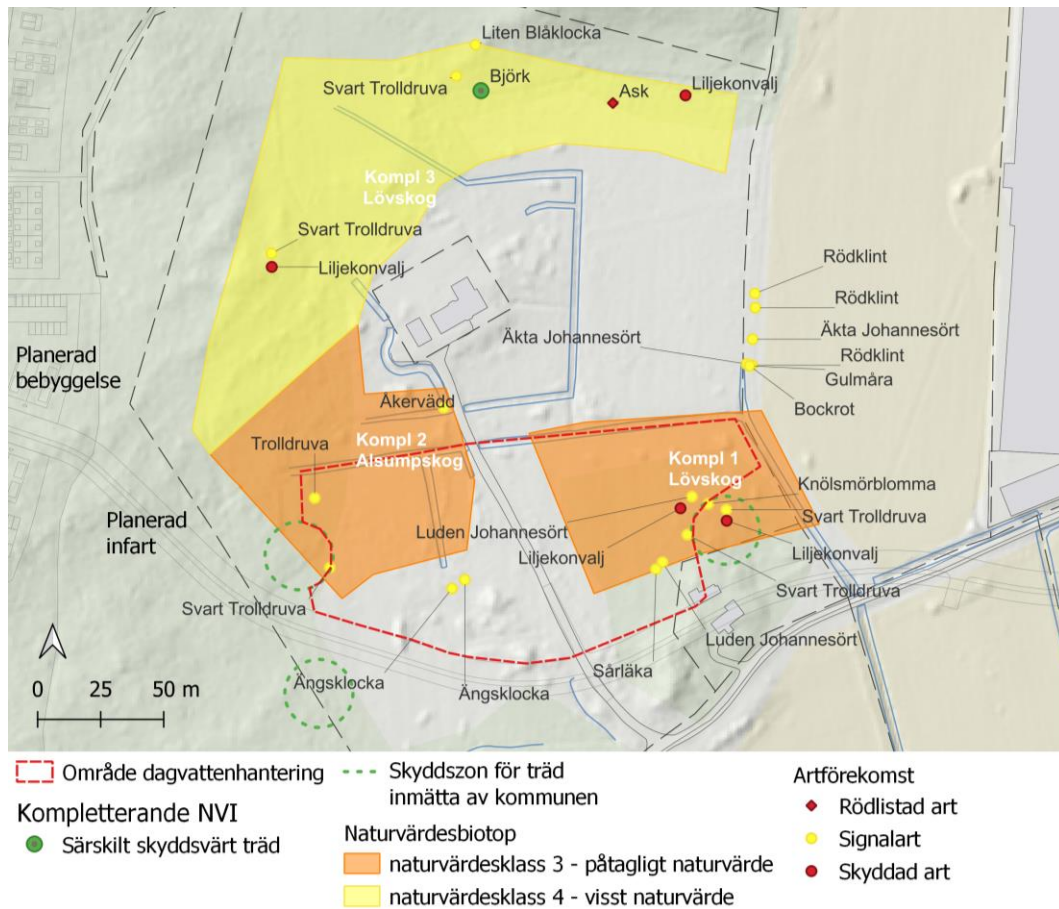 Liten Blåklocka
Svart Trolldruva
Björk
Ask
Liljekonvalj
Kompl 3
Lövskog
Svart Trolldruva
Liljekonvalj
Rödklint
Rödklint
Äkta Johannesört
Äkta Johannesört
Rödklint
Gulmåra
Bockrot
Planerad
bebyggelse
Åkervädd
Trolldruva
Kompl 2
Alsumpskog
Kompl 1
Lövskog
Knölsmörblomma
Svart Trolldruva
Luden Johannesört
Liljekonvalj
Liljekonvalj
Planerad
infart
Svart Trolldruva
Svart Trolldruva
Luden Johannesört
Sårläka
Ängsklocka
Ängsklocka
0 25 50 m
Område dagvattenhantering
Kompletterande NVI
Särskilt skyddsvärt träd
Skyddszon för träd
inmätta av kommunen
Naturvärdesbiotop
naturvärdesklass 3 - påtagligt naturvärde
naturvärdesklass 4 - visst naturvärde
Artförekomst
Rödlistad art
Signalart
Skyddad art